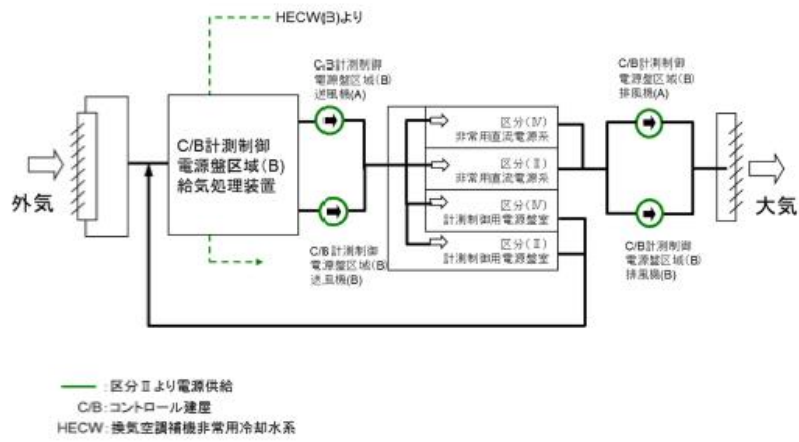 HECW(B)より
C/B計測制御
電源盤区域(B)
送風機(A)
C/B計測制御
電源盤区域(B)
排風機(A)
C/B計測制御
電源盤区域(B)
給気処理装置
区分(Ⅳ)
非常用直流電源系
区分(Ⅱ)
非常用直流電源系
区分(Ⅳ)
計測制御用電源盤室
区分(Ⅱ)
計測制御用電源盤室
外気
大気
C/B計測制御
電源盤区域(B)
送風機(B)
C/B計測制御
電源盤区域(B)
排風機(B)
:区分Ⅱより電源供給
C/B:コントロール建屋
HECW:換気空調補機非常用冷却水系